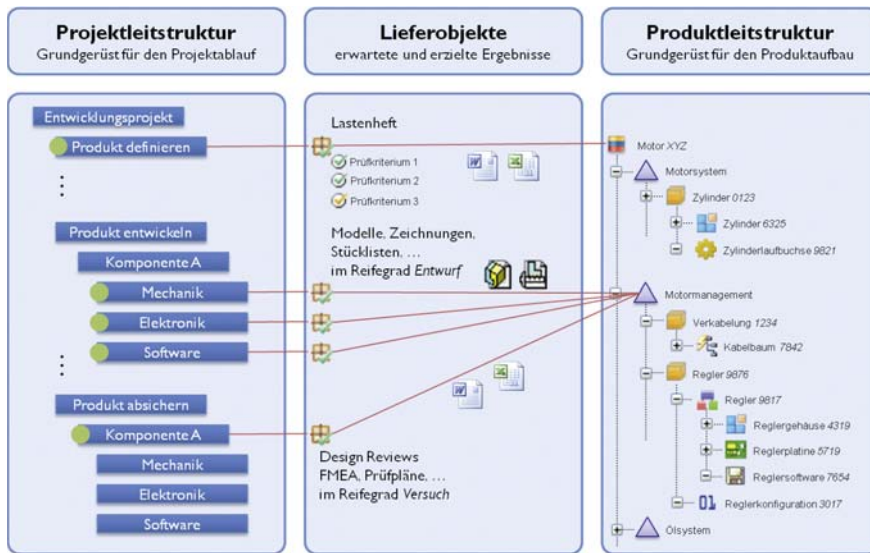 Projektleitstruktur
Grundgerüst für den Projektablauf
Lieferobjekte
erwartete und erzielte Ergebnisse
Produktleitstruktur
Grundgerüst für den Produktaufbau
Entwicklungsprojekt
Produkt definieren
Produkt entwickeln
Komponente A
Mechanik
Elektronik
Software
Produkt absichern
Komponente A
Mechanik
Elektronik
Software
Lastenheft
Prüfkriterium 1
Prüfkriterium 2
Prüfkriterium 3
Modelle, Zeichnungen,
Stücklisten, ...
im Reifegrad Entwurf
Design Reviews
FMEA, Prüfpläne, ...
im Reifegrad Versuch
Motor XYZ
Motorsystem
Zylinder 0123
Zylinder 6325
Zylinderlaufbuchse 9821
Motormanagement
Verkabelung 1234
Kabelbaum 7842
Regler 9876
Regler 9817
Reglergehäuse 4319
Reglerplatine 5719
Reglersoftware 7654
Reglerkonfiguration 3017
Ölsystem